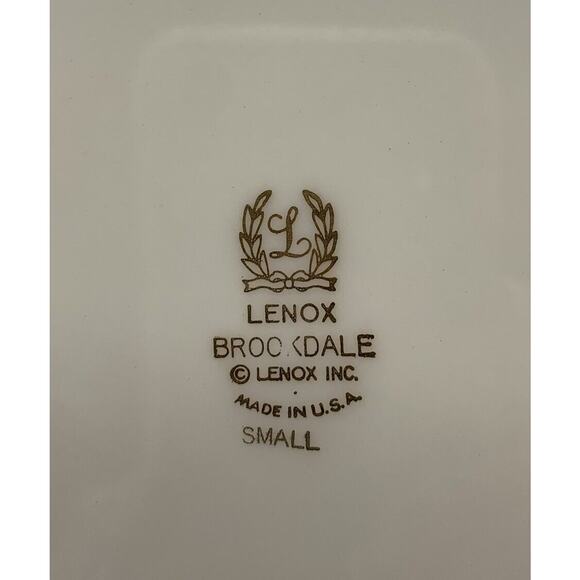 L
LENOX
BROCKDALE
© LENOX INC.
MADE IN U.S.A.
SMALL